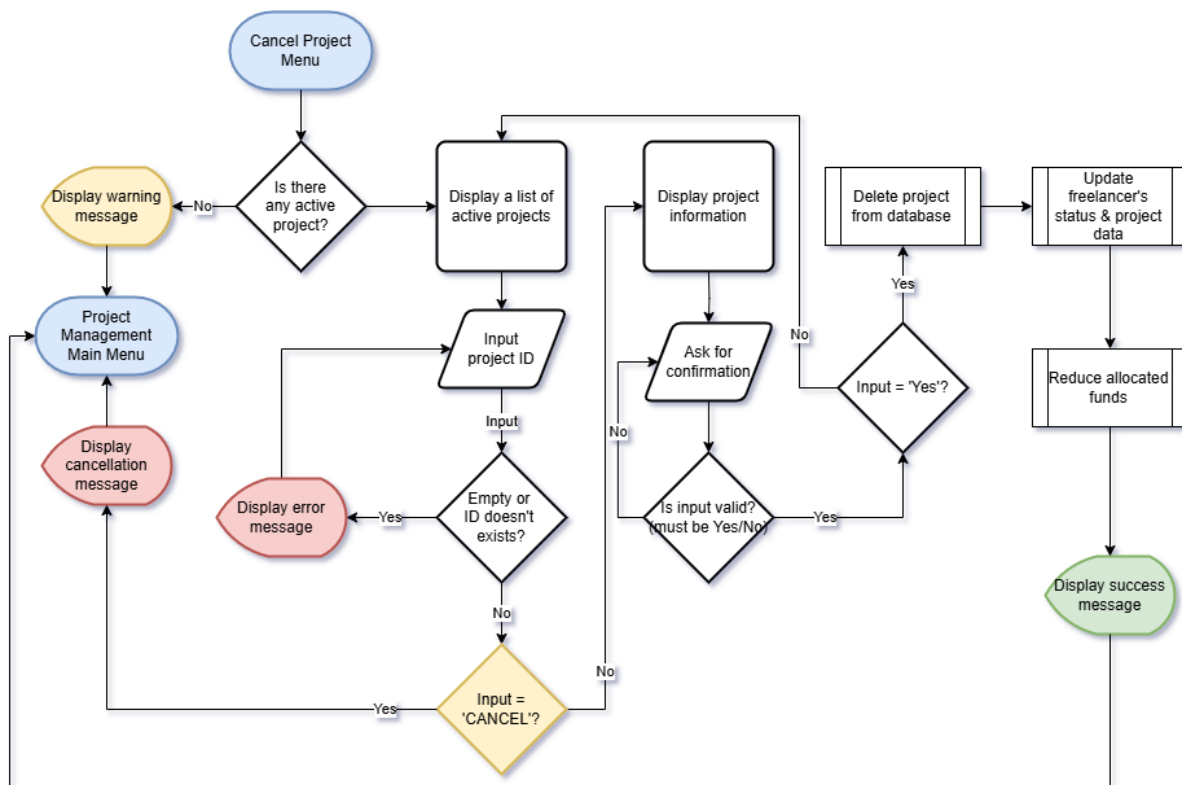 Cancel Project
Menu
Is there
any active
project?
No
Display warning
message
Project
Management
Main Menu
Display a list of
active projects
Input
project ID
Input
Empty or
ID doesn't
exists?
Yes
Display error
message
No
Input =
'CANCEL'?
Yes
Display
cancellation
message
No
Display project
information
Ask for
confirmation
Is input valid?
(must be Yes/No)
No
Yes
Input = 'Yes'?
No
Yes
Delete project
from database
Update
freelancer's
status & project
data
Reduce allocated
funds
Display success
message